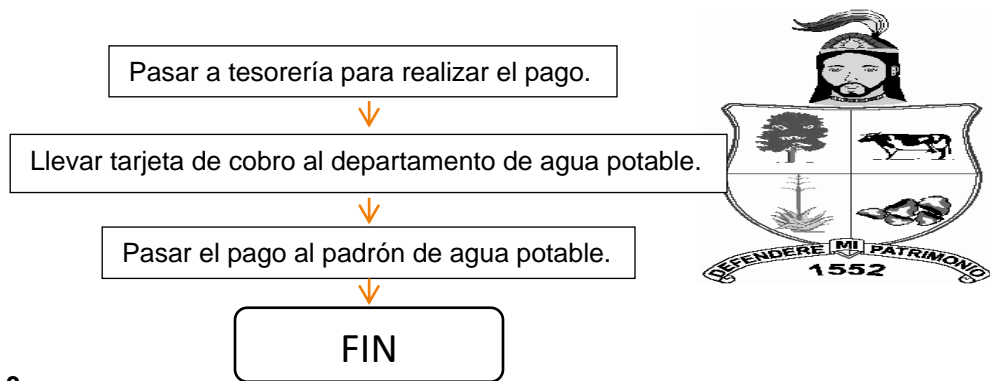 Pasar a tesorería para realizar el pago.
Llevar tarjeta de cobro al departamento de agua potable.
Pasar el pago al padrón de agua potable.
FIN
DEFENDERE MI PATRIMONIO
1552